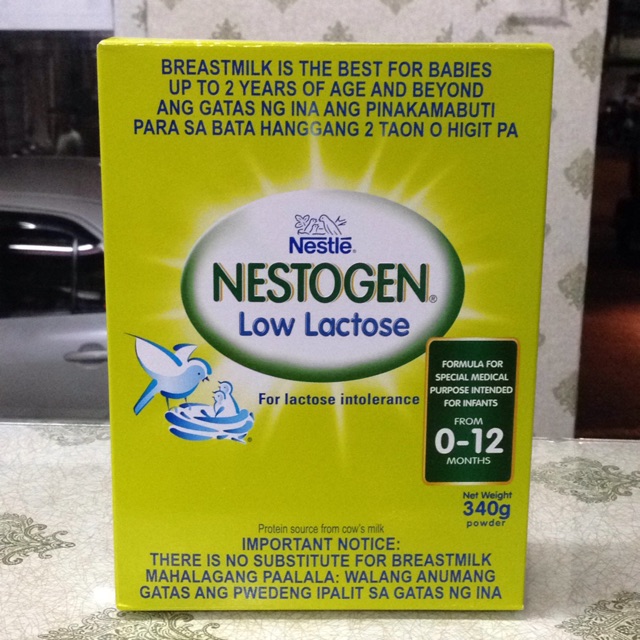 BREASTMILK IS THE BEST FOR BABIES
UP TO 2 YEARS OF AGE AND BEYOND
ANG GATAS NG INA ANG PINAKAMABUTI
PARA SA BATA HANGGANG 2 TAON O HIGIT PA
Nestlé®
NESTOGEN®
Low Lactose
For lactose intolerance
FORMULA FOR
SPECIAL MEDICAL
PURPOSE INTENDED
FOR INFANTS
FROM
0-12
MONTHS
Net Weight
340g
powder
Protein source from cow's milk
IMPORTANT NOTICE:
THERE IS NO SUBSTITUTE FOR BREASTMILK
MAHALAGANG PAALALA: WALANG ANUMANG
GATAS ANG PWEDENG IPALIT SA GATAS NG INA